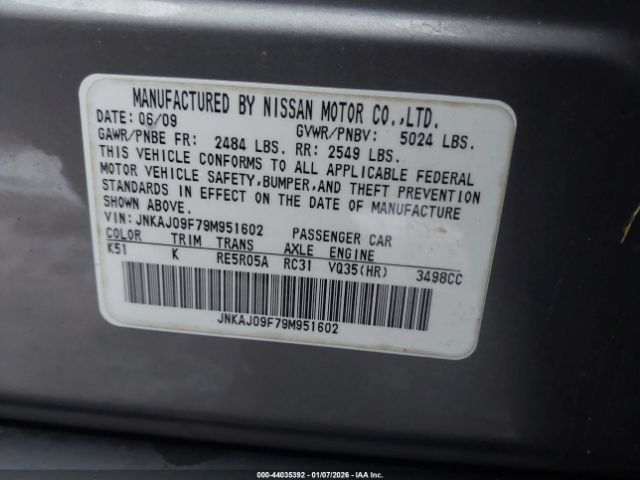 MANUFACTURED BY NISSAN MOTOR CO.,LTD.
DATE: 06/09 GVWR/PNBV: 5024 LBS.
GAWR/PNBE FR: 2484 LBS. RR: 2549 LBS.
THIS VEHICLE CONFORMS TO ALL APPLICABLE FEDERAL
MOTOR VEHICLE SAFETY,BUMPER,AND THEFT PREVENTION
STANDARDS IN EFFECT ON THE DATE OF MANUFACTURE
SHOWN ABOVE.
VIN: JNKAJ09F79M951602 PASSENGER CAR
COLOR TRIM TRANS AXLE ENGINE
K51 K RE5R05A RC31 VQ35(HR) 3498CC
JNKAJ09F79M951602
000-44035392 - 01/07/2026 - IAA Inc.